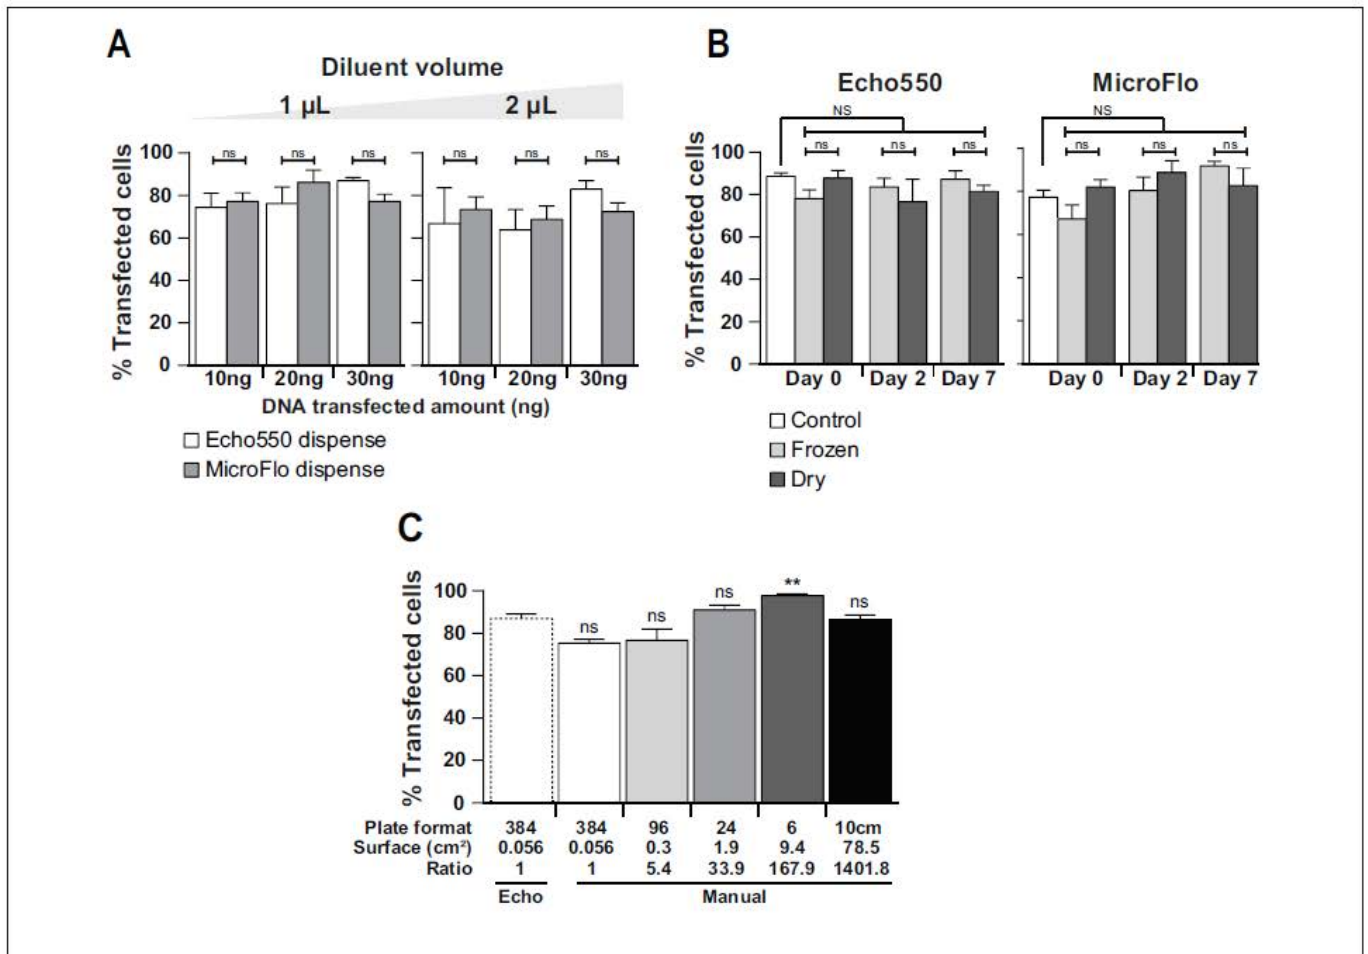 A
Diluent volume
1 µL 2 µL
% Transfected cells
100
80
60
40
20
0
ns ns ns ns ns ns
10ng 20ng 30ng 10ng 20ng 30ng
DNA transfected amount (ng)
Echo550 dispense
MicroFlo dispense
B
Echo550 MicroFlo
NS NS
% Transfected cells
100
80
60
40
20
0
ns ns ns ns ns ns
Day 0 Day 2 Day 7 Day 0 Day 2 Day 7
Control
Frozen
Dry
C
% Transfected cells
100
80
60
40
20
0
ns ns ns ** ns
Plate format 384 384 96 24 6 10cm
Surface (cm²) 0.056 0.056 0.3 1.9 9.4 78.5
Ratio 1 1 5.4 33.9 167.9 1401.8
Echo Manual